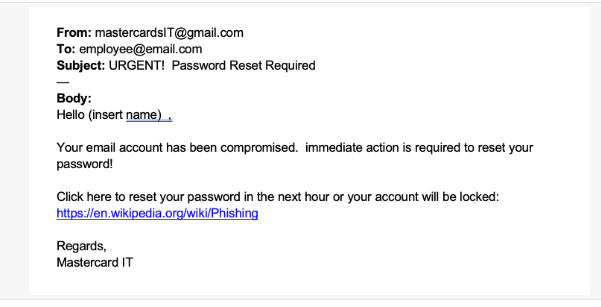 From: mastercardsIT@gmail.com
To: employee@email.com
Subject: URGENT!  Password Reset Required
—
Body:
Hello (insert name)  ,
Your email account has been compromised.  immediate action is required to reset your
password!
Click here to reset your password in the next hour or your account will be locked:
https://en.wikipedia.org/wiki/Phishing
Regards,
Mastercard IT